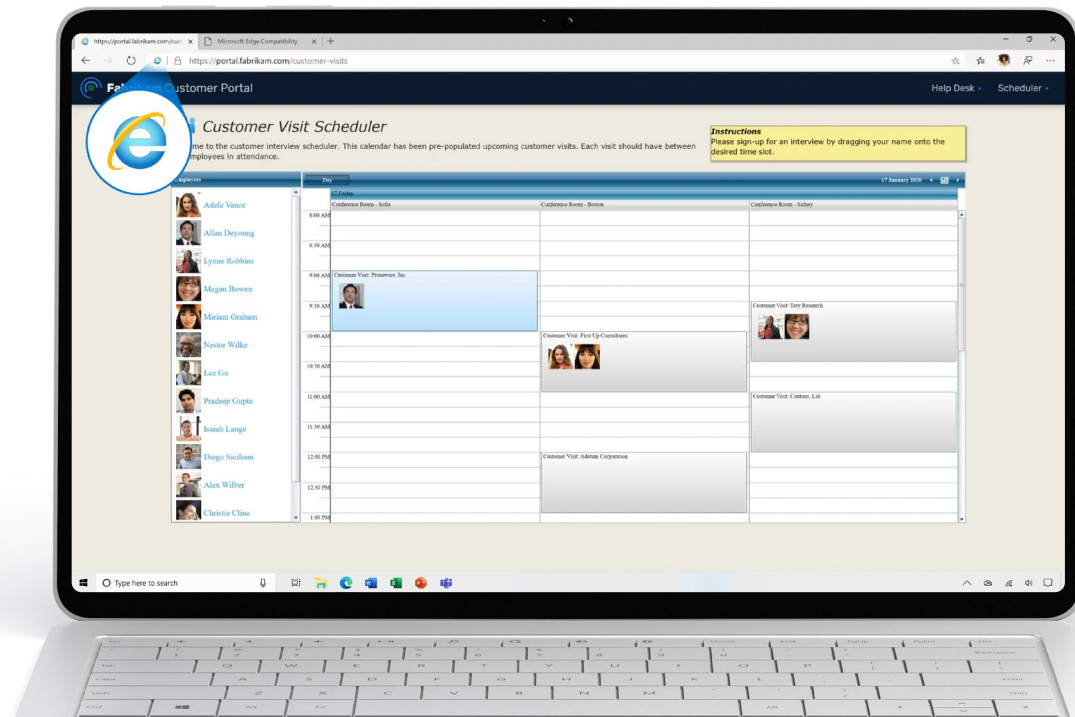 https://portal.fabrikam.com/cust
Microsoft Edge Compatibility
https://portal.fabrikam.com/customer-visits
Fabrikam Customer Portal
Help Desk
Scheduler
Customer Visit Scheduler
me to the customer interview scheduler. This calendar has been pre-populated upcoming customer visits. Each visit should have between
mployees in attendance.
Instructions
Please sign-up for an interview by dragging your name onto the
desired time slot.
Employees
Day
17 January 2020
17 Friday
Conference Room - Sofia
Conference Room - Boston
Conference Room - Sidney
Adele Vance
Allan Deyoung
Lynne Robbins
Megan Bowen
Miriam Graham
Nestor Wilke
Lee Gu
Pradeep Gupta
Isaiah Lange
Diego Siciliani
Alex Wilber
Christie Cline
8:00 AM
8:30 AM
9:00 AM
Customer Visit: Proseware, Inc.
9:30 AM
Customer Visit: Tory Research
10:00 AM
Customer Visit: First Up Consultants
10:30 AM
11:00 AM
Customer Visit: Contoso, Ltd.
11:30 AM
12:00 PM
Customer Visit: Adatum Corporation
12:30 PM
1:00 PM
Type here to search